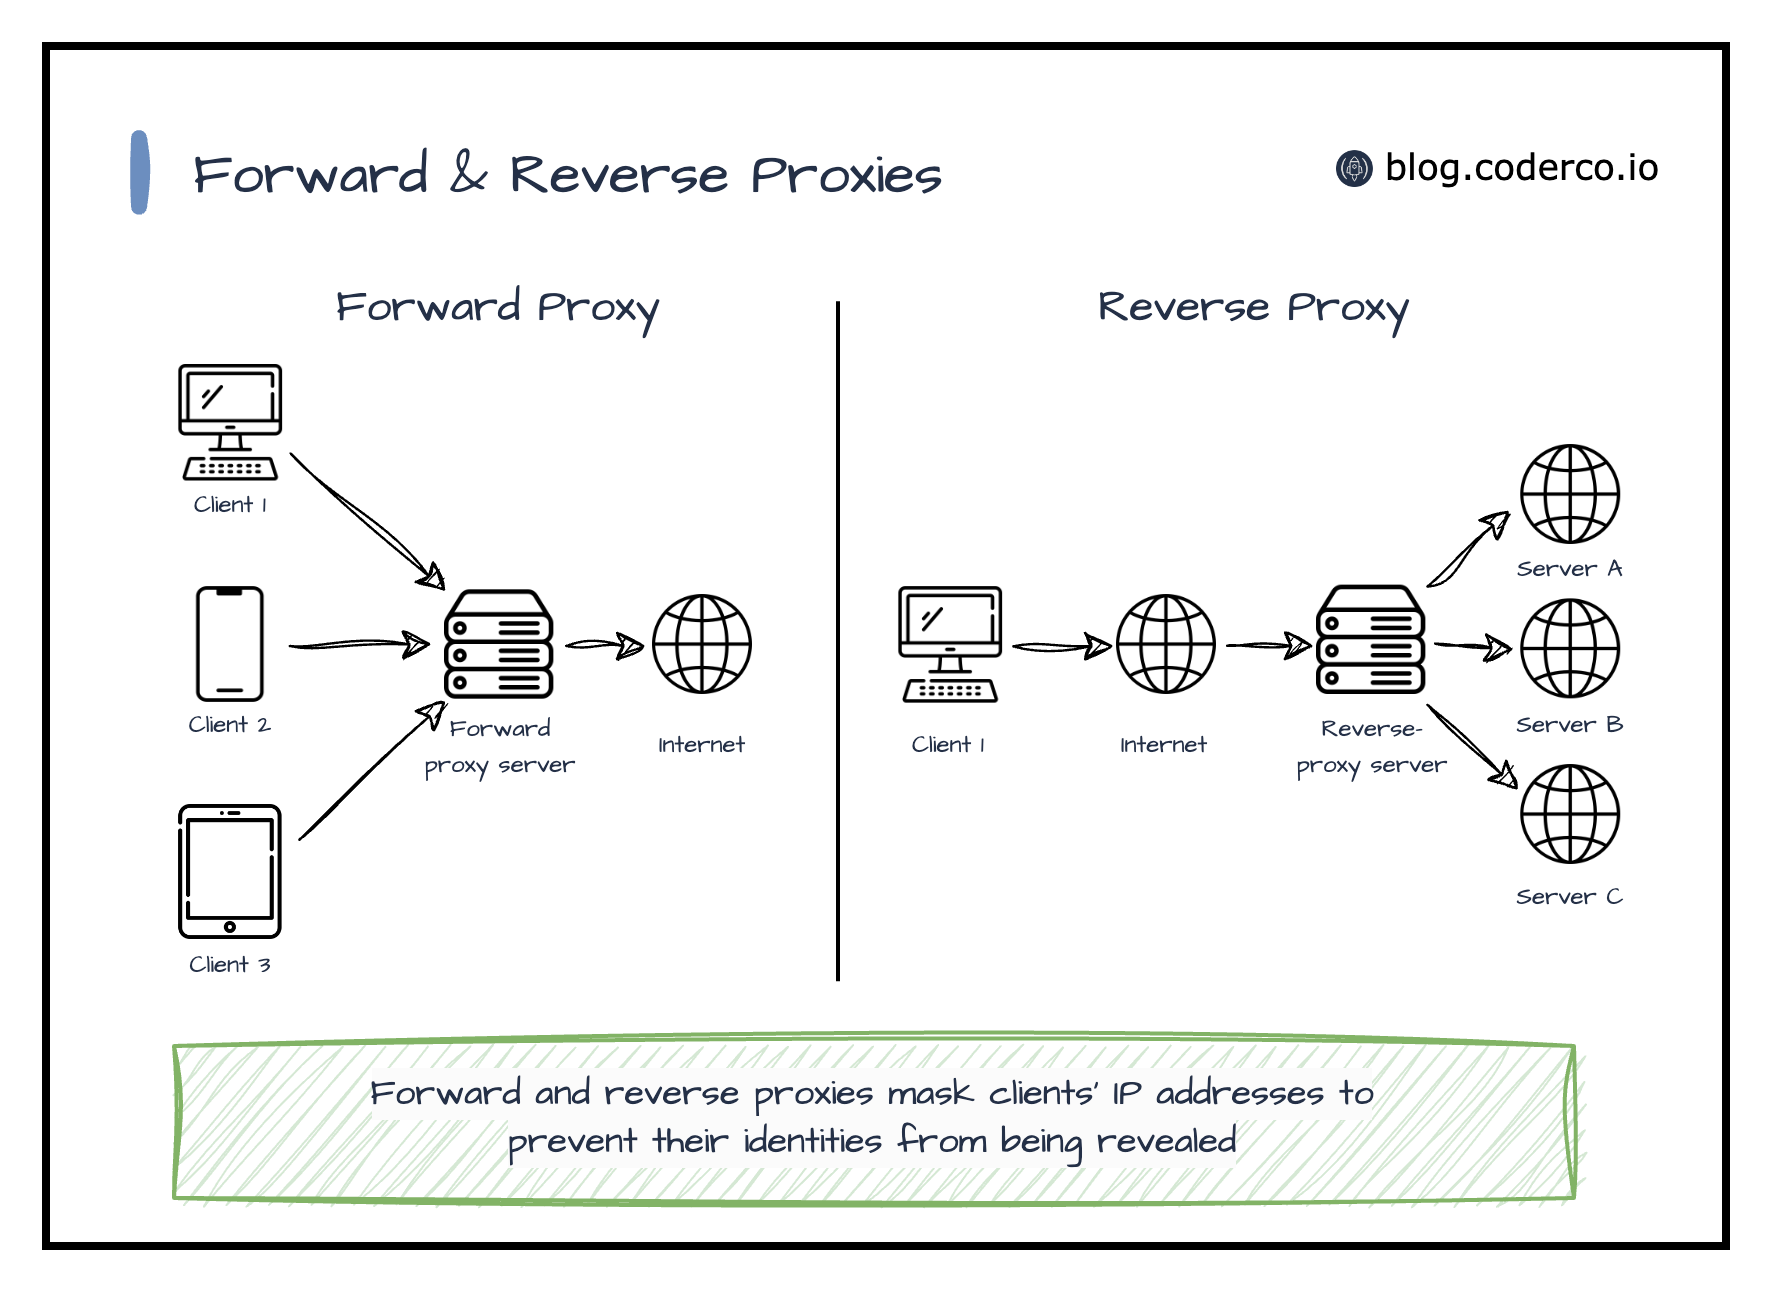 Forward & Reverse Proxies
blog.coderco.io
Forward Proxy
Client 1
Client 2
Client 3
Forward
proxy server
Internet
Reverse Proxy
Client 1
Internet
Reverse-
proxy server
Server A
Server B
Server C
Forward and reverse proxies mask clients' IP addresses to
prevent their identities from being revealed